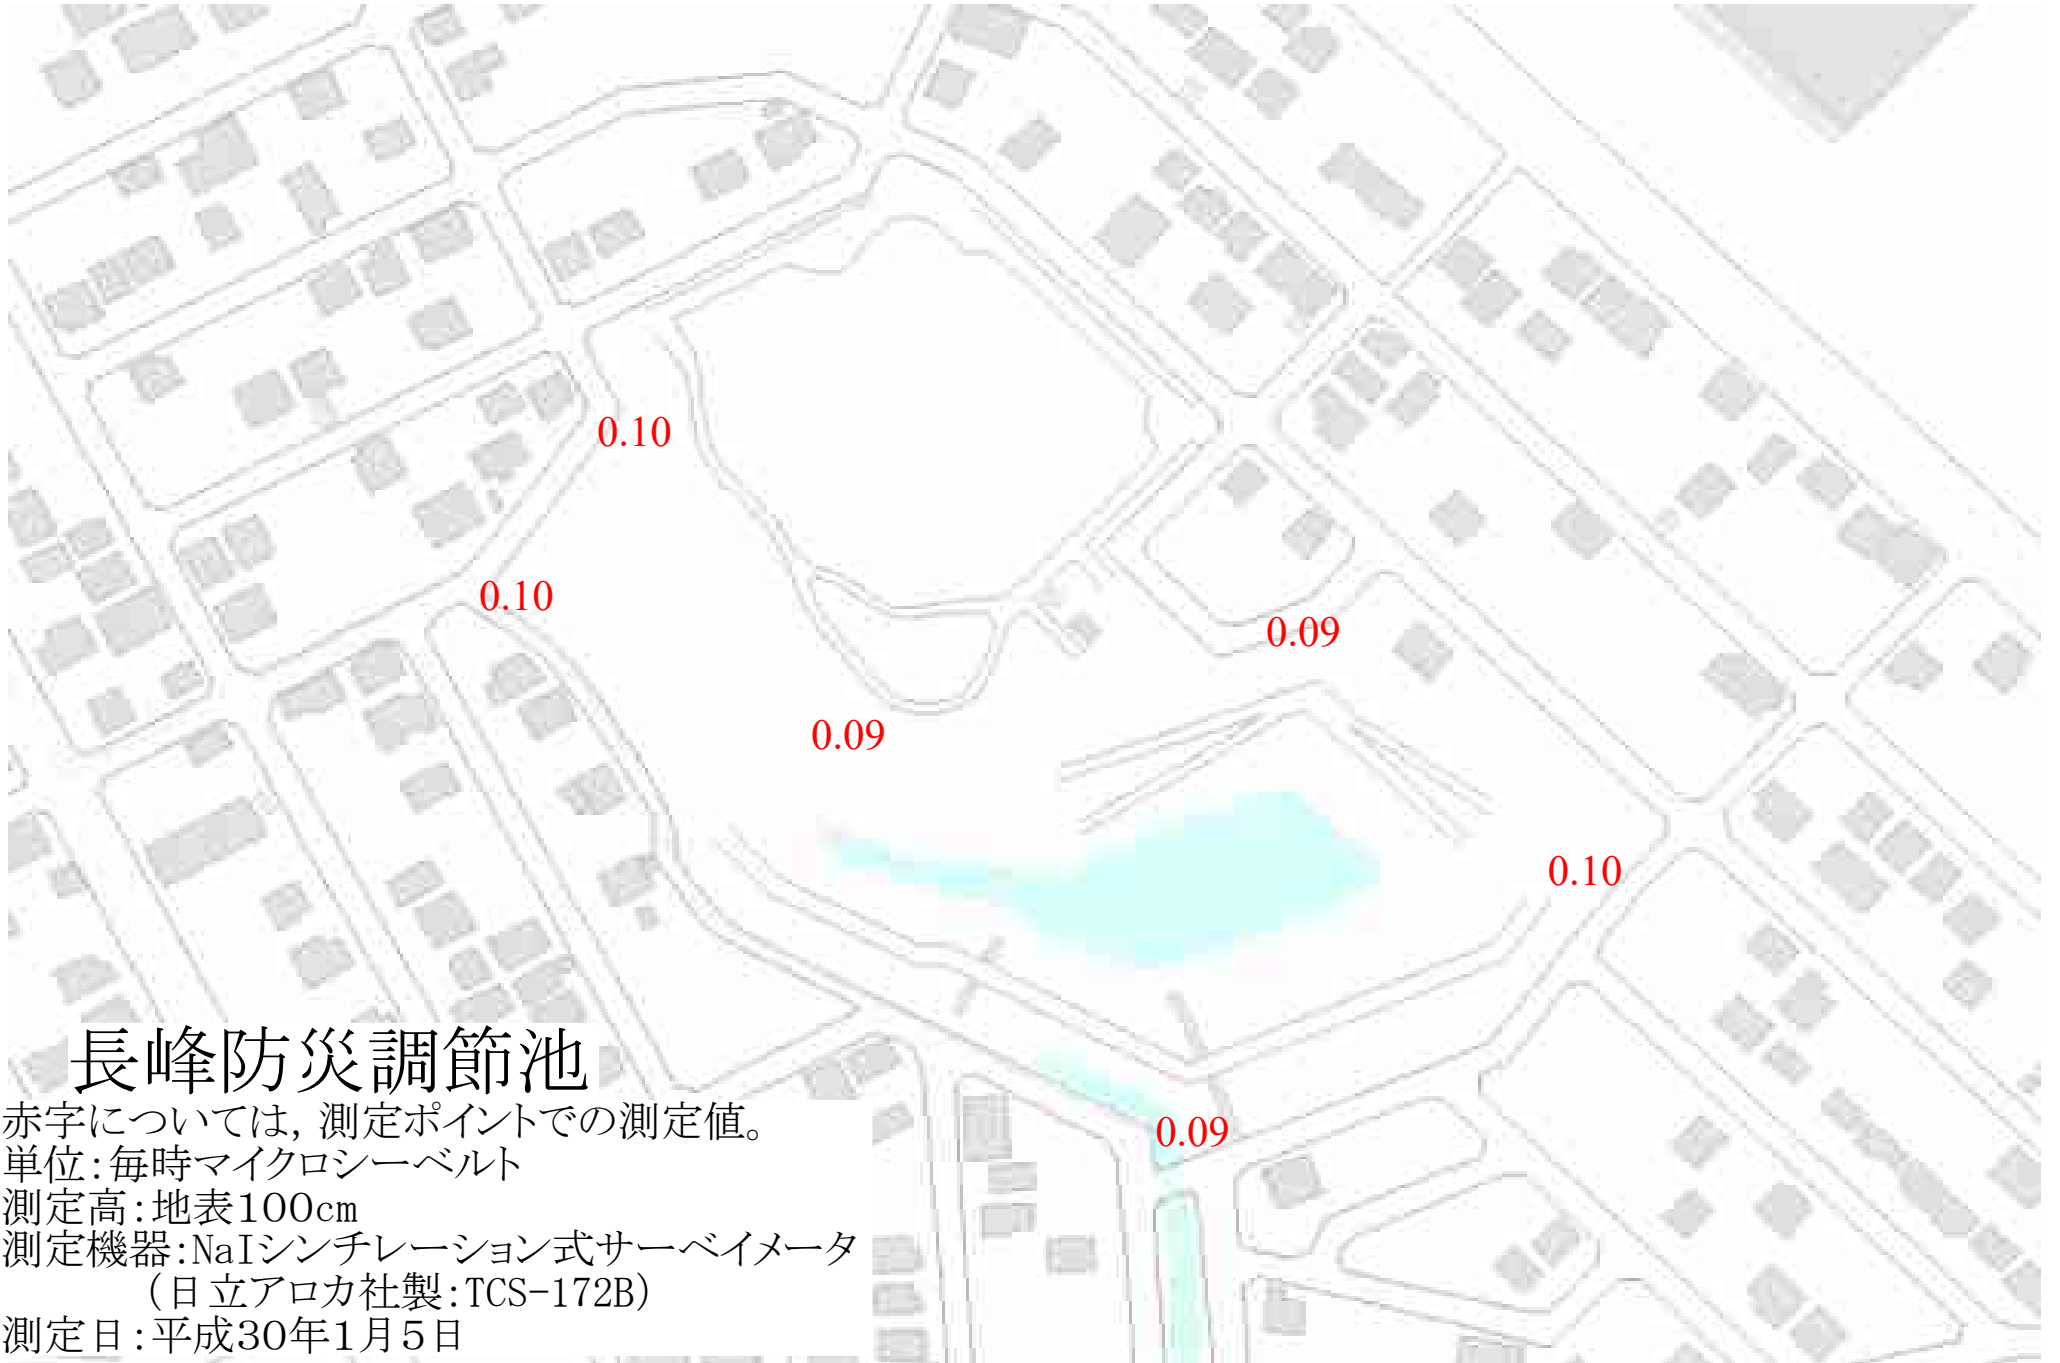 0.10
0.10
0.09
0.09
0.10
0.09
長峰防災調節池
赤字については，測定ポイントでの測定値。
単位：毎時マイクロシーベルト
測定高：地表100cm
測定機器：NaIシンチレーション式サーベイメータ
（日立アロカ社製：TCS-172B）
測定日：平成30年1月5日